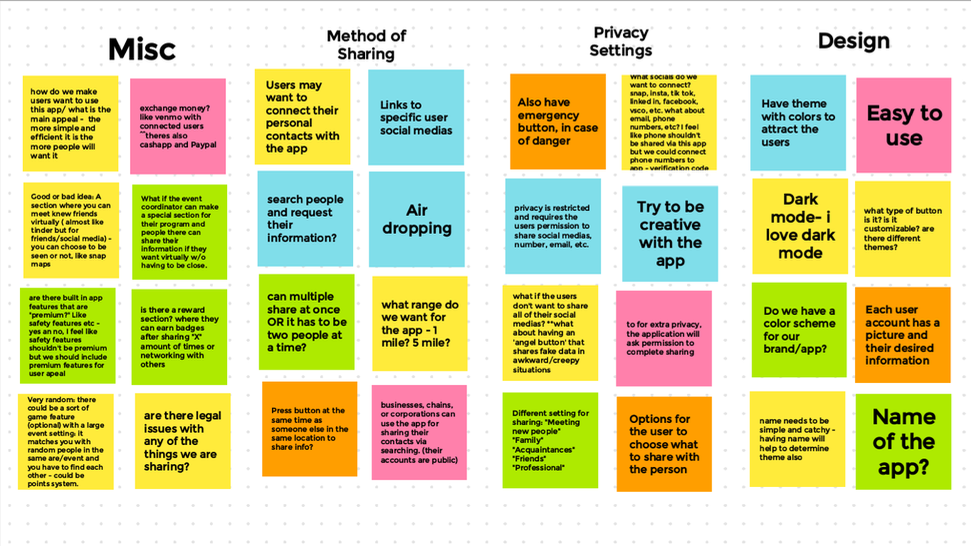 Misc
how do we make
users want to use
this app/ what is the
main appeal - the
more simple and
efficient it is the
more people will
want it
exchange money?
like venmo with
connected users
theres also
cashapp and Paypal
Good or bad idea: A
section where you can
meet knew friends
virtually ( almost like
tinder but for
friends/social media) -
you can choose to be
seen or not, like snap
maps
What if the event
coordinator can make
a special section for
their program and
people there can
share their
information if they
want virtually w/o
having to be close.
are there built in app
features that are
"premium?" Like
safety features etc -
yes an no, I feel like
safety features
shouldn't be premium
but we should include
premium features for
user apeal
is there a reward
section? where they
can earn badges
after sharing "X"
amount of times or
networking with
others
Very random: there
could be a sort of
game feature
(optional) with a large
event setting: it
matches you with
random people in the
same are/event and
you have to find each
other - could be
points system.
are there legal
issues with
any of the
things we are
sharing?
Method of
Sharing
Users may
want to
connect their
personal
contacts with
the app
Links to
specific user
social medias
search people
and request
their
information?
Air
dropping
can multiple
share at once
OR it has to be
two people at
a time?
what range do
we want for
the app - 1
mile? 5 mile?
Press button at the
same time as
someone else in the
same location to
share info?
businesses, chains,
or corporations can
use the app for
sharing their
contacts via
searching. (their
accounts are public)
Privacy
Settings
Also have
emergency
button, in case
of danger
What socials do we
want to connect?
snap, insta, tik tok,
linked in, facebook,
vsco, etc. what about
email, phone
numbers, etc? I feel
like phone shouldn't
be shared via this app
but we could connect
phone numbers to
app - verification code
privacy is restricted
and requires the
users permission to
share social medias,
number, email, etc.
Try to be
creative
with the
app
what if the users
don't want to share
all of their social
medias? **what
about having an
'angel button' that
shares fake data in
awkward/creepy
situations
to for extra privacy,
the application will
ask permission to
complete sharing
Different setting for
sharing: "Meeting
new people"
"Family"
"Acquaintances"
"Friends"
"Professional"
Options for
the user to
choose what
to share with
the person
Design
Have theme
with colors to
attract the
users
Easy to
use
Dark
mode- i
love dark
mode
what type of button
is it? is it
customizable? are
there different
themes?
Do we have a
color scheme
for our
brand/app?
Each user
account has a
picture and
their desired
information
name needs to be
simple and catchy -
having name will
help to determine
theme also
Name
of the
app?